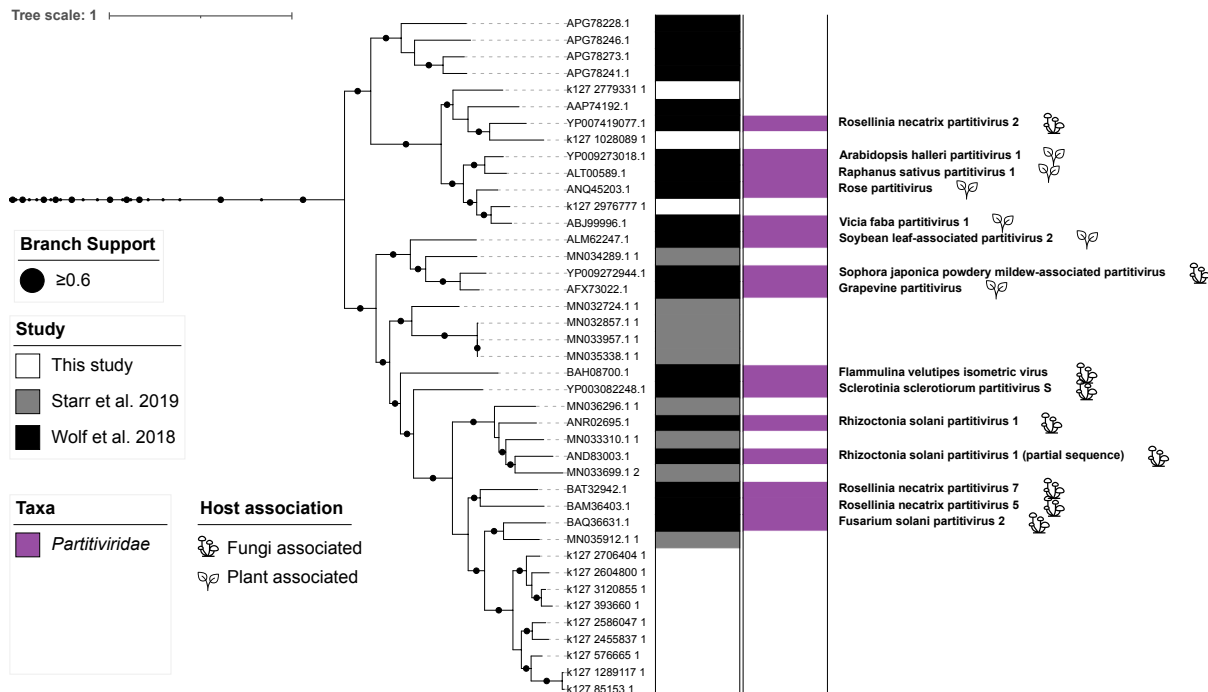 Tree scale: 1
APG78228.1
APG78246.1
APG78273.1
APG78241.1
k127 2779331 1
AAP74192.1
YP007419077.1
Rosellinia necatrix partitivirus 2
k127 1028089 1
YP009273018.1
Arabidopsis halleri partitivirus 1
ALT00589.1
Raphanus sativus partitivirus 1
ANQ45203.1
Rose partitivirus
k127 2976777 1
ABJ99996.1
Vicia faba partitivirus 1
ALM62247.1
Soybean leaf-associated partitivirus 2
MN034289.1 1
YP009272944.1
Sophora japonica powdery mildew-associated partitivirus
AFX73022.1
Grapevine partitivirus
MN032724.1 1
MN032857.1 1
MN033957.1 1
MN035338.1 1
BAH08700.1
Flammulina velutipes isometric virus
YP003082248.1
Sclerotinia sclerotiorum partitivirus S
MN036296.1 1
ANR02695.1
Rhizoctonia solani partitivirus 1
MN033310.1 1
AND83003.1
Rhizoctonia solani partitivirus 1 (partial sequence)
MN033699.1 2
BAT32942.1
Rosellinia necatrix partitivirus 7
BAM36403.1
Rosellinia necatrix partitivirus 5
BAQ36631.1
Fusarium solani partitivirus 2
MN035912.1 1
k127 2706404 1
k127 2604800 1
k127 3120855 1
k127 393660 1
k127 2586047 1
k127 2455837 1
k127 576665 1
k127 1289117 1
k127 85153 1
Branch Support
≥0.6
Study
This study
Starr et al. 2019
Wolf et al. 2018
Taxa
Partitiviridae
Host association
Fungi associated
Plant associated